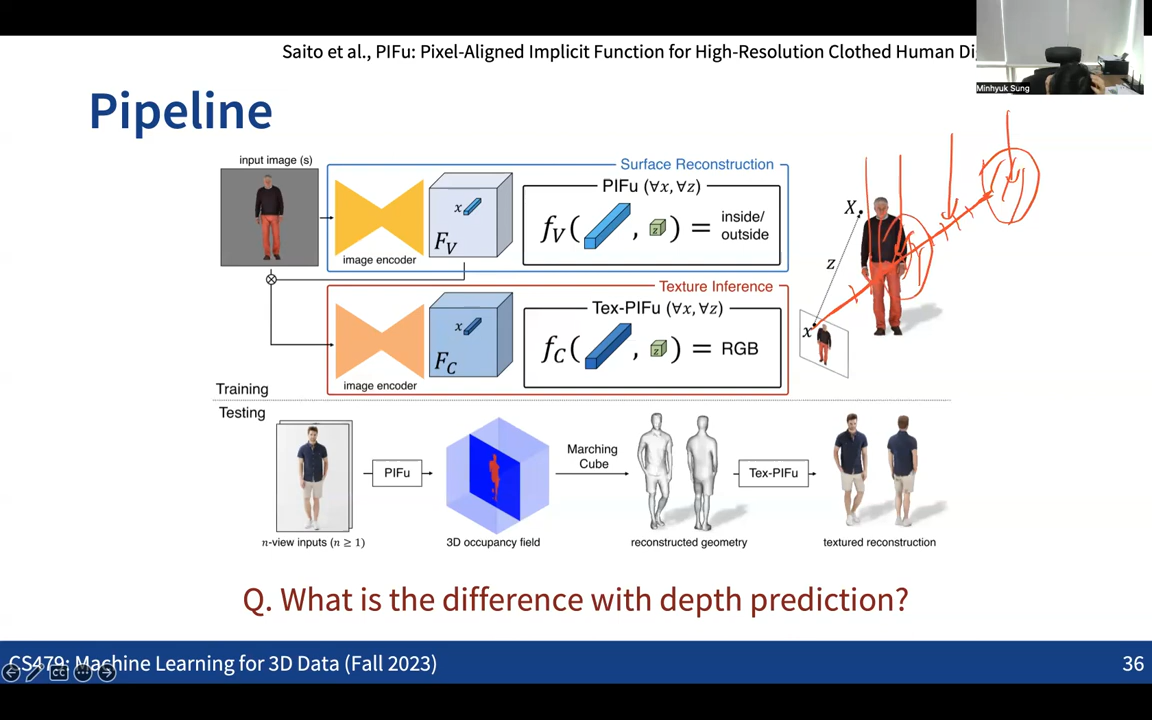 Saito et al., PIFu: Pixel-Aligned Implicit Function for High-Resolution Clothed Human Di
Minhyuk Sung
Pipeline
input image (s)
Surface Reconstruction
PIFu (∀x, ∀z)
x
F_V
f_V( , z ) = inside/
outside
image encoder
Texture Inference
Tex-PIFu (∀x, ∀z)
x
F_C
f_C( , z ) = RGB
image encoder
X
z
x
Training
Testing
PIFu
Marching
Cube
Tex-PIFu
n-view inputs (n ≥ 1)
3D occupancy field
reconstructed geometry
textured reconstruction
Q. What is the difference with depth prediction?
CS479: Machine Learning for 3D Data (Fall 2023)
36